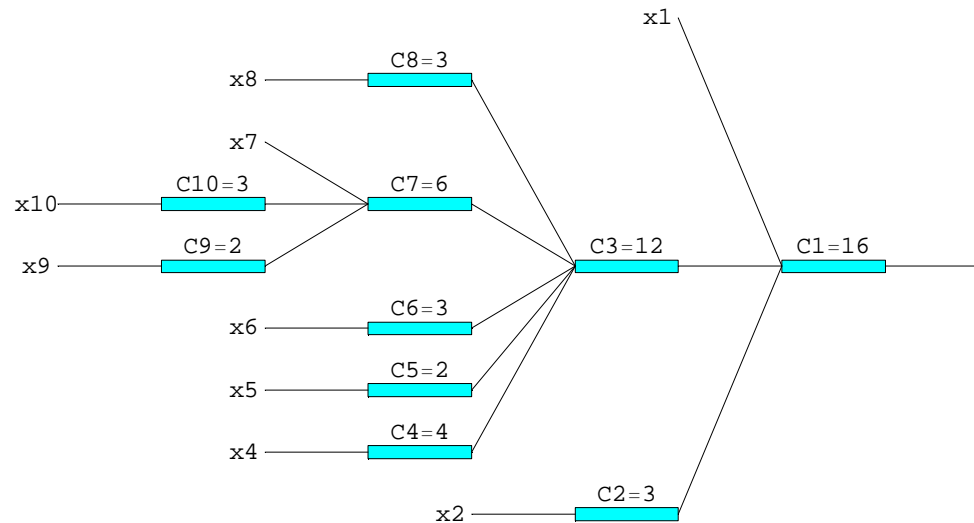 x1
C8=3
x8
x7
C10=3
C7=6
x10
C3=12
C1=16
C9=2
x9
C6=3
x6
C5=2
x5
C4=4
x4
C2=3
x2